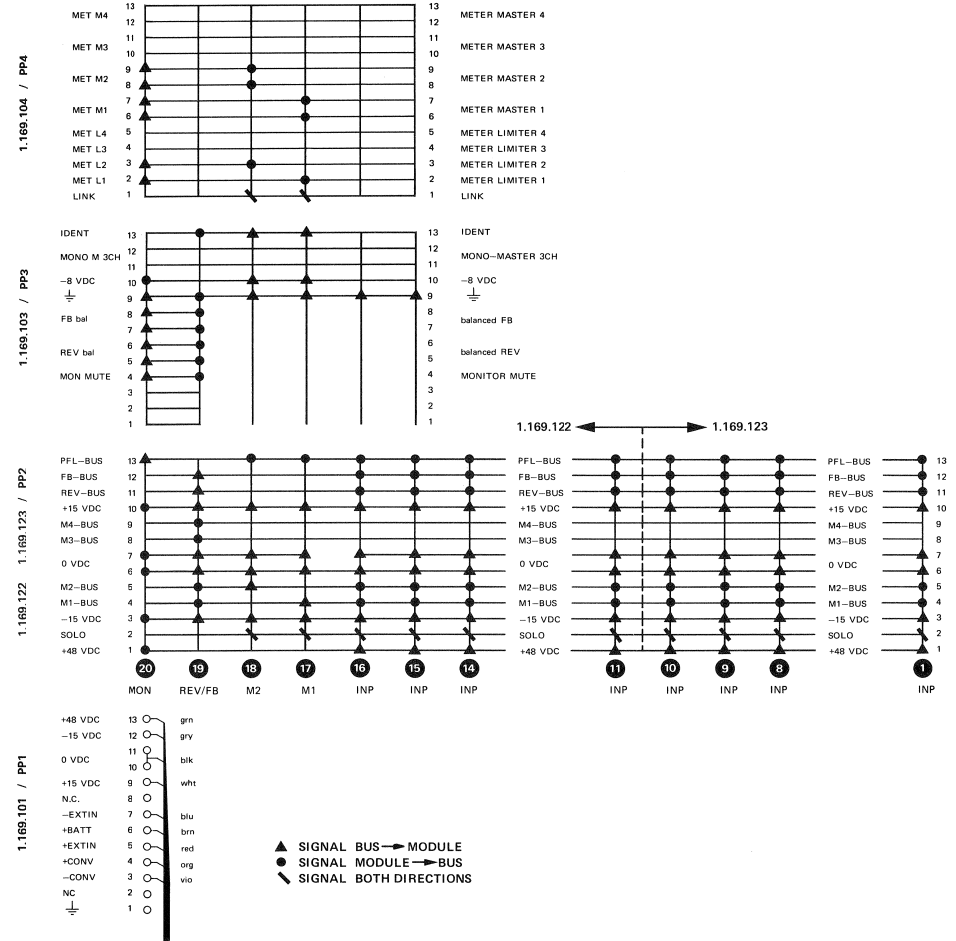 1.169.104 / PP4
13 13
MET M4 METER MASTER 4
12 12
11 11
MET M3 METER MASTER 3
10 10
9 9
MET M2 METER MASTER 2
8 8
7 7
MET M1 METER MASTER 1
6 6
MET L4 5 5 METER LIMITER 4
MET L3 4 4 METER LIMITER 3
MET L2 3 3 METER LIMITER 2
MET L1 2 2 METER LIMITER 1
LINK 1 1 LINK
1.169.103 / PP3
IDENT 13 13 IDENT
12 12
MONO M 3CH MONO-MASTER 3CH
11 11
-8 VDC 10 10 -8 VDC
9 9
8 8
FB bal balanced FB
7 7
6 6
REV bal balanced REV
5 5
MON MUTE 4 4 MONITOR MUTE
3 3
2 2
1 1
1.169.122 1.169.123
1.169.122 / 1.169.123 / PP2
PFL-BUS 13 PFL-BUS PFL-BUS 13
FB-BUS 12 FB-BUS FB-BUS 12
REV-BUS 11 REV-BUS REV-BUS 11
+15 VDC 10 +15 VDC +15 VDC 10
M4-BUS 9 M4-BUS M4-BUS 9
M3-BUS 8 M3-BUS M3-BUS 8
7 7
0 VDC 0 VDC 0 VDC
6 6
M2-BUS 5 M2-BUS M2-BUS 5
M1-BUS 4 M1-BUS M1-BUS 4
-15 VDC 3 -15 VDC -15 VDC 3
SOLO 2 SOLO SOLO 2
+48 VDC 1 +48 VDC +48 VDC 1
20 19 18 17 16 15 14 11 10 9 8 1
MON REV/FB M2 M1 INP INP INP INP INP INP INP INP
1.169.101 / PP1
+48 VDC 13 grn
-15 VDC 12 gry
11
0 VDC blk
10
+15 VDC 9 wht
N.C. 8
-EXTIN 7 blu
+BATT 6 brn
+EXTIN 5 red
+CONV 4 org
-CONV 3 vio
NC 2
1
SIGNAL BUS → MODULE
SIGNAL MODULE → BUS
SIGNAL BOTH DIRECTIONS